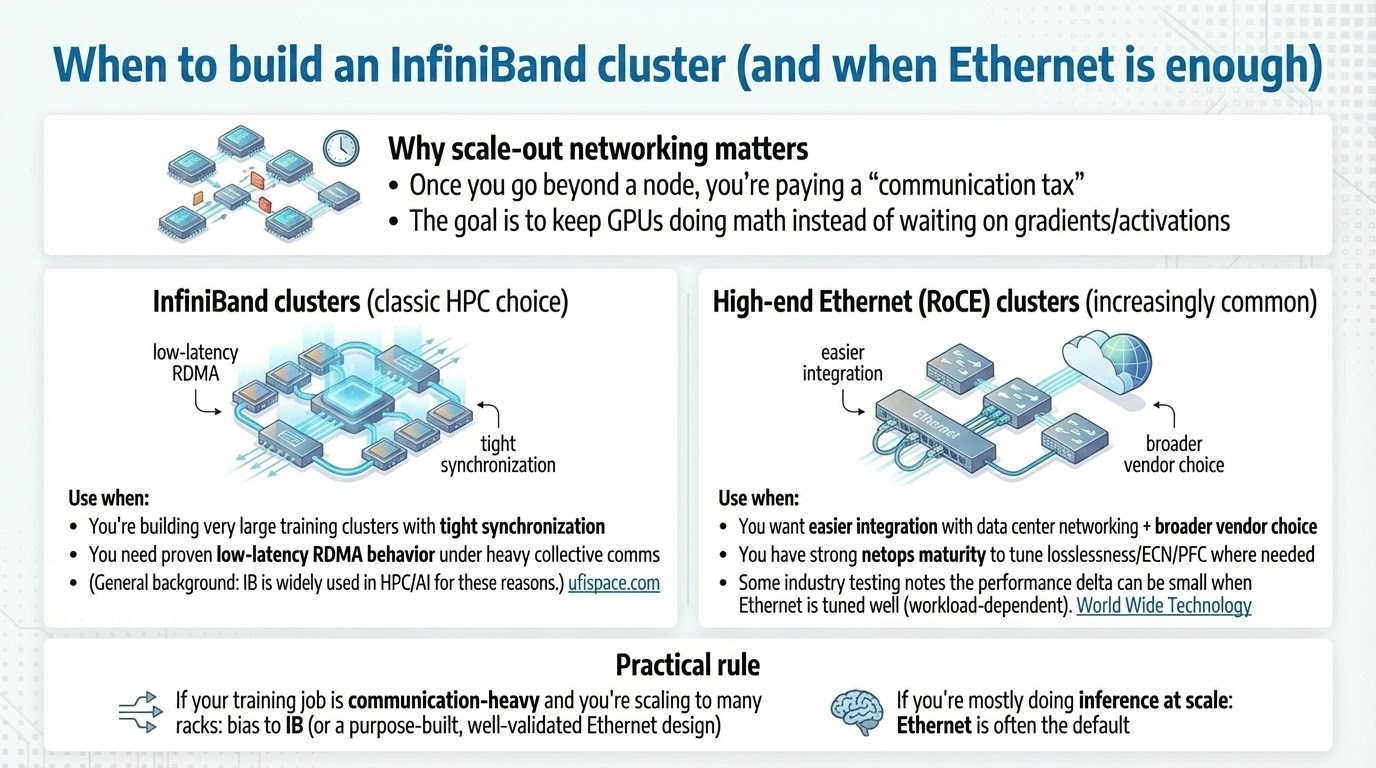 When to build an InfiniBand cluster (and when Ethernet is enough)
Why scale-out networking matters
• Once you go beyond a node, you’re paying a “communication tax”
• The goal is to keep GPUs doing math instead of waiting on gradients/activations
InfiniBand clusters (classic HPC choice)
low-latency
RDMA
tight
synchronization
Use when:
• You're building very large training clusters with tight synchronization
• You need proven low-latency RDMA behavior under heavy collective comms
• (General background: IB is widely used in HPC/AI for these reasons.) ufispace.com
High-end Ethernet (RoCE) clusters (increasingly common)
easier
integration
Ethernet
broader
vendor choice
Use when:
• You want easier integration with data center networking + broader vendor choice
• You have strong netops maturity to tune losslessness/ECN/PFC where needed
• Some industry testing notes the performance delta can be small when
Ethernet is tuned well (workload-dependent). World Wide Technology
Practical rule
If your training job is communication-heavy and you're scaling to many
racks: bias to IB (or a purpose-built, well-validated Ethernet design)
If you're mostly doing inference at scale:
Ethernet is often the default